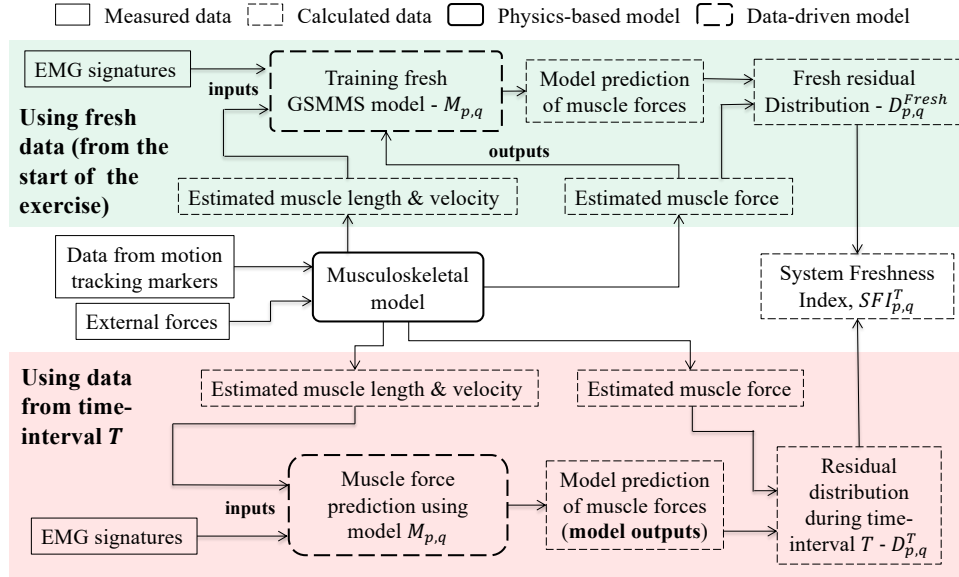 Measured data
Calculated data
Physics-based model
Data-driven model
EMG signatures
inputs
Training fresh
GSMMS model - $M_{p,q}$
Model prediction
of muscle forces
Fresh residual
Distribution - $D_{p,q}^{Fresh}$
Using fresh
data (from the
start of the
exercise)
outputs
Estimated muscle length & velocity
Estimated muscle force
Data from motion
tracking markers
External forces
Musculoskeletal
model
System Freshness
Index, $SFI_{p,q}^{T}$
Using data
from time-
interval T
Estimated muscle length & velocity
Estimated muscle force
inputs
EMG signatures
Muscle force
prediction using
model $M_{p,q}$
Model prediction
of muscle forces
(model outputs)
Residual
distribution
during time-
interval T - $D_{p,q}^{T}$